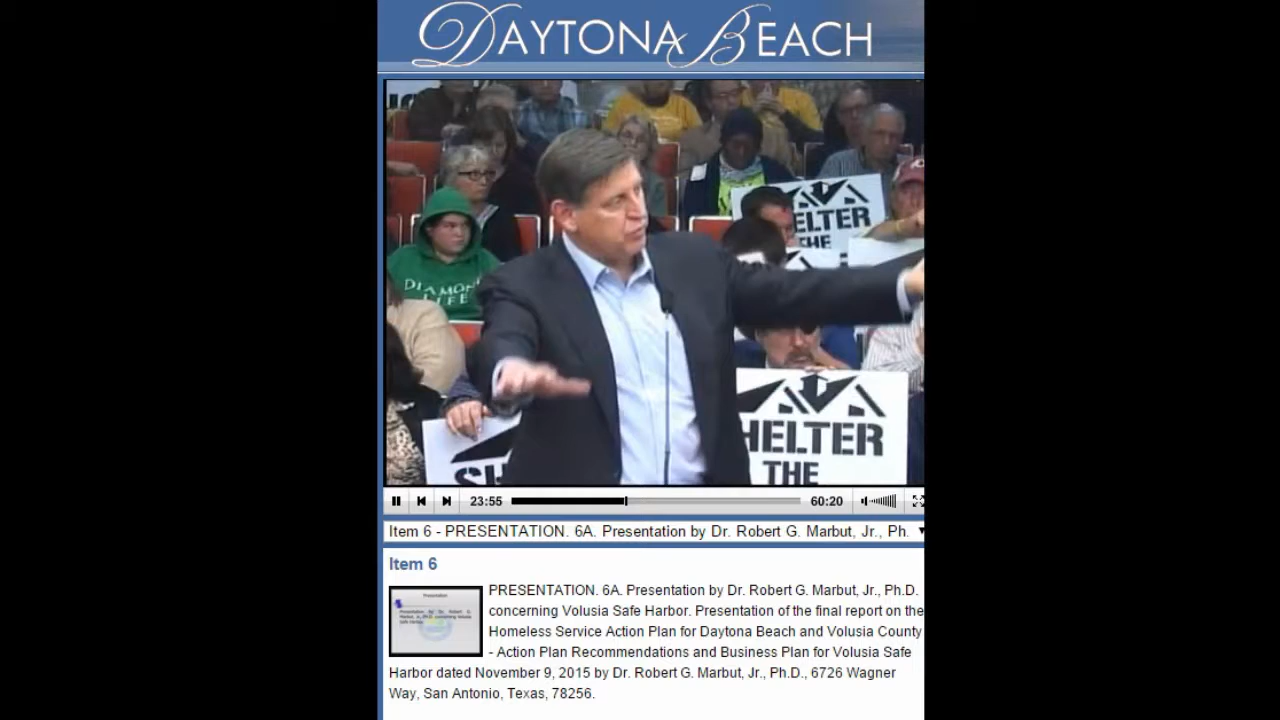 DAYTONA BEACH
ELTER
THE
DIAMON
LIFE
HELTER
THE
SH
23:55 60:20
Item 6 - PRESENTATION. 6A. Presentation by Dr. Robert G. Marbut, Jr., Ph.
Item 6
PRESENTATION. 6A. Presentation by Dr. Robert G. Marbut, Jr., Ph.D.
concerning Volusia Safe Harbor. Presentation of the final report on the
Homeless Service Action Plan for Daytona Beach and Volusia County
- Action Plan Recommendations and Business Plan for Volusia Safe
Harbor dated November 9, 2015 by Dr. Robert G. Marbut, Jr., Ph.D., 6726 Wagner
Way, San Antonio, Texas, 78256.